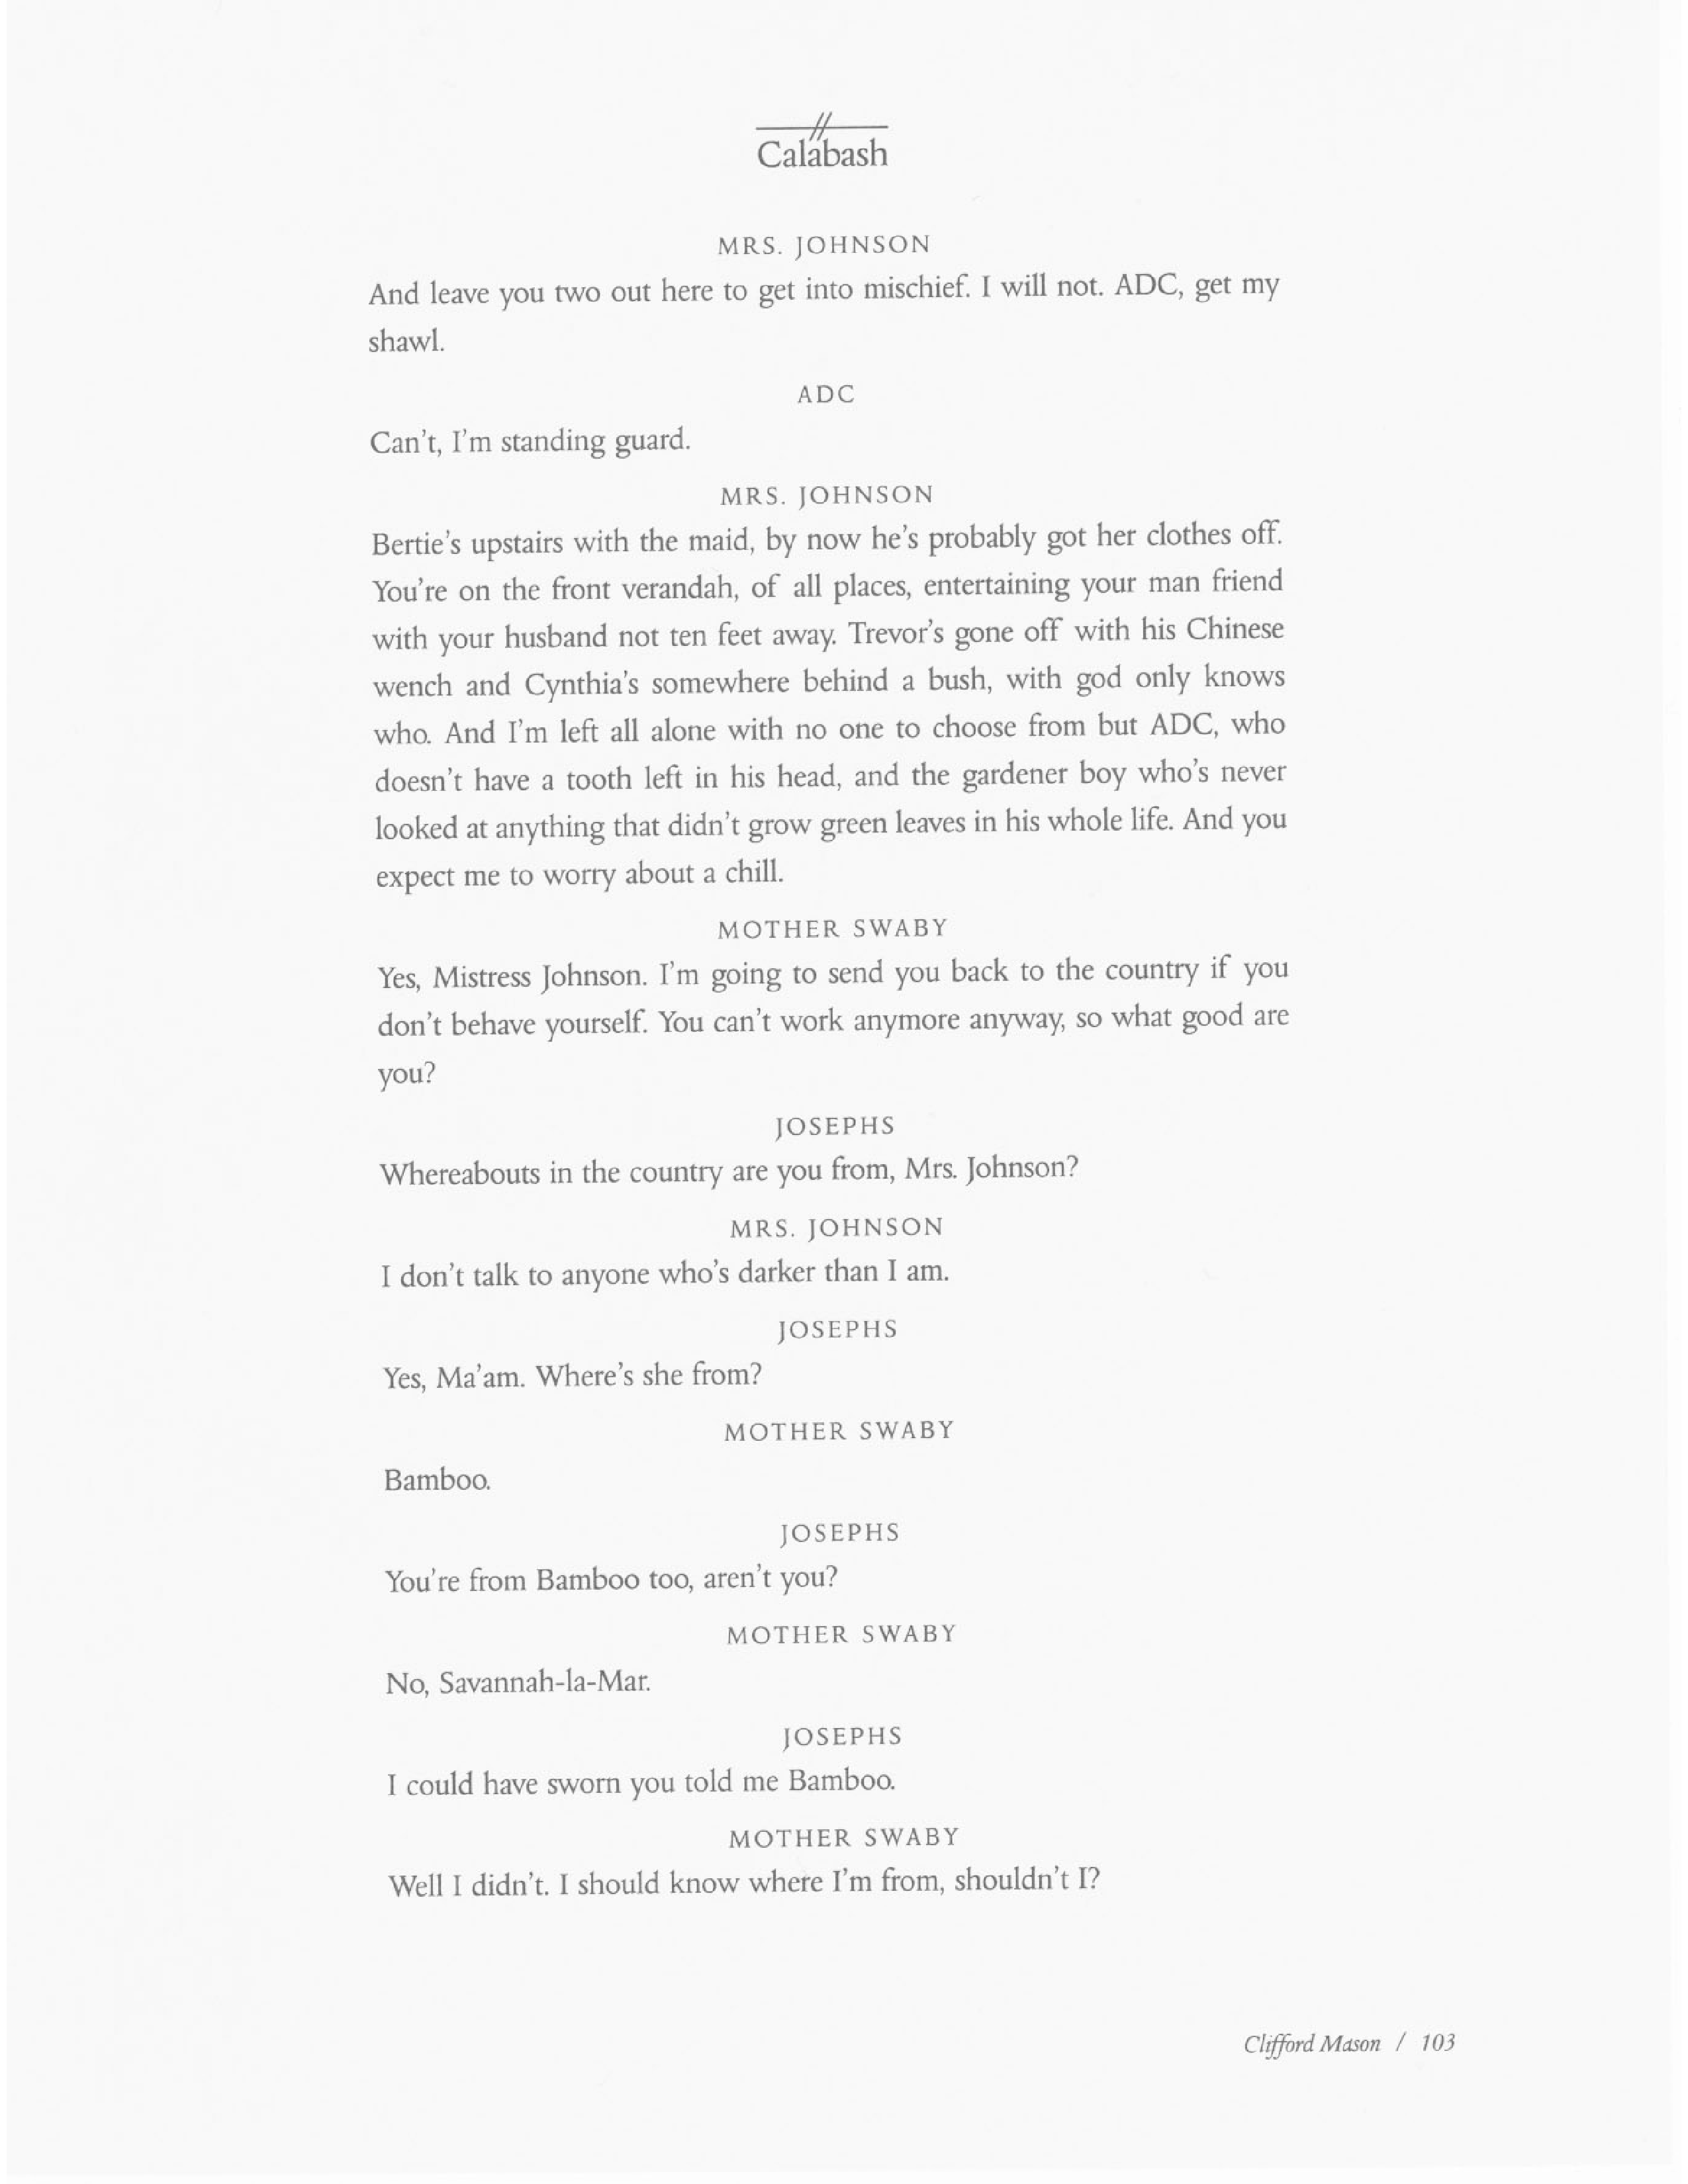 Calabash
MRS. JOHNSON
And leave you two out here to get into mischief. I will not. ADC, get my
shawl.
ADC
Can't, I'm standing guard.
MRS. JOHNSON
Bertie's upstairs with the maid, by now he's probably got her clothes off.
You're on the front verandah, of all places, entertaining your man friend
with your husband not ten feet away. Trevor's gone off with his Chinese
wench and Cynthia's somewhere behind a bush, with god only knows
who. And I'm left all alone with no one to choose from but ADC, who
doesn't have a tooth left in his head, and the gardener boy who's never
looked at anything that didn't grow green leaves in his whole life. And you
expect me to worry about a chill.
MOTHER SWABY
Yes, Mistress Johnson. I'm going to send you back to the country if you
don't behave yourself. You can't work anymore anyway, so what good are
you?
JOSEPHS
Whereabouts in the country are you from, Mrs. Johnson?
MRS. JOHNSON
I don't talk to anyone who's darker than I am.
JOSEPHS
Yes, Ma'am. Where's she from?
MOTHER SWABY
Bamboo.
JOSEPHS
You're from Bamboo too, aren't you?
MOTHER SWABY
No, Savannah-la-Mar.
JOSEPHS
I could have sworn you told me Bamboo.
MOTHER SWABY
Well I didn't. I should know where I'm from, shouldn't I?
Clifford Mason / 103